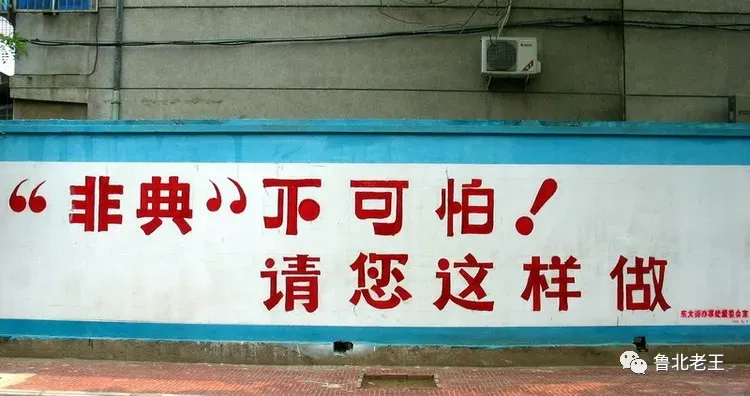 “非典”不可怕！
请您这样做
鲁北老王